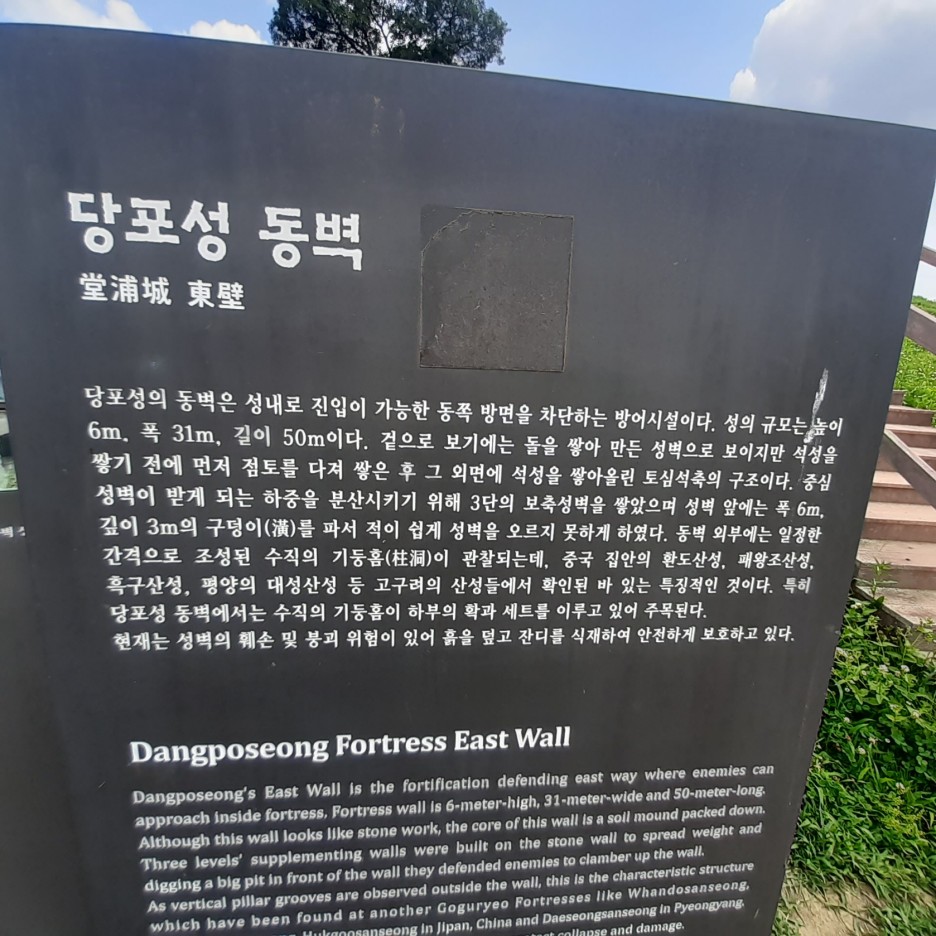 당포성 동벽
堂浦城 東壁
당포성의 동벽은 성내로 진입이 가능한 동쪽 방면을 차단하는 방어시설이다. 성의 규모는 높이
6m. 폭 31m, 길이 50m이다. 겉으로 보기에는 돌을 쌓아 만든 성벽으로 보이지만 석성을
쌓기 전에 먼저 점토를 다져 쌓은 후 그 외면에 석성을 쌓아올린 토심석축의 구조이다. 중심
성벽이 받게 되는 하중을 분산시키기 위해 3단의 보축성벽을 쌓았으며 성벽 앞에는 폭 6m,
깊이 3m의 구덩이(潢)를 파서 적이 쉽게 성벽을 오르지 못하게 하였다. 동벽 외부에는 일정한
간격으로 조성된 수직의 기둥홈(柱洞)이 관찰되는데, 중국 집안의 환도산성, 패왕조산성,
흑구산성, 평양의 대성산성 등 고구려의 산성들에서 확인된 바 있는 특징적인 것이다. 특히
당포성 동벽에서는 수직의 기둥홈이 하부의 확과 세트를 이루고 있어 주목된다.
현재는 성벽의 훼손 및 붕괴 위험이 있어 흙을 덮고 잔디를 식재하여 안전하게 보호하고 있다.
Dangposeong Fortress East Wall
Dangposeong's East Wall is the fortification defending east way where enemies can
approach inside fortress, Fortress wall is 6-meter-high, 31-meter-wide and 50-meter-long.
Although this wall looks like stone work, the core of this wall is a soil mound packed down.
Three levels' supplementing walls were built on the stone wall to spread weight and
digging a big pit in front of the wall they defended enemies to clamber up the wall.
As vertical pillar grooves are observed outside the wall, this is the characteristic structure
which have been found at another Goguryeo Fortresses like Whandosanseong,
Hukgoosanseong in Jipan, China and Daeseongsanseong in Pyeongyang.
collapse and damage.